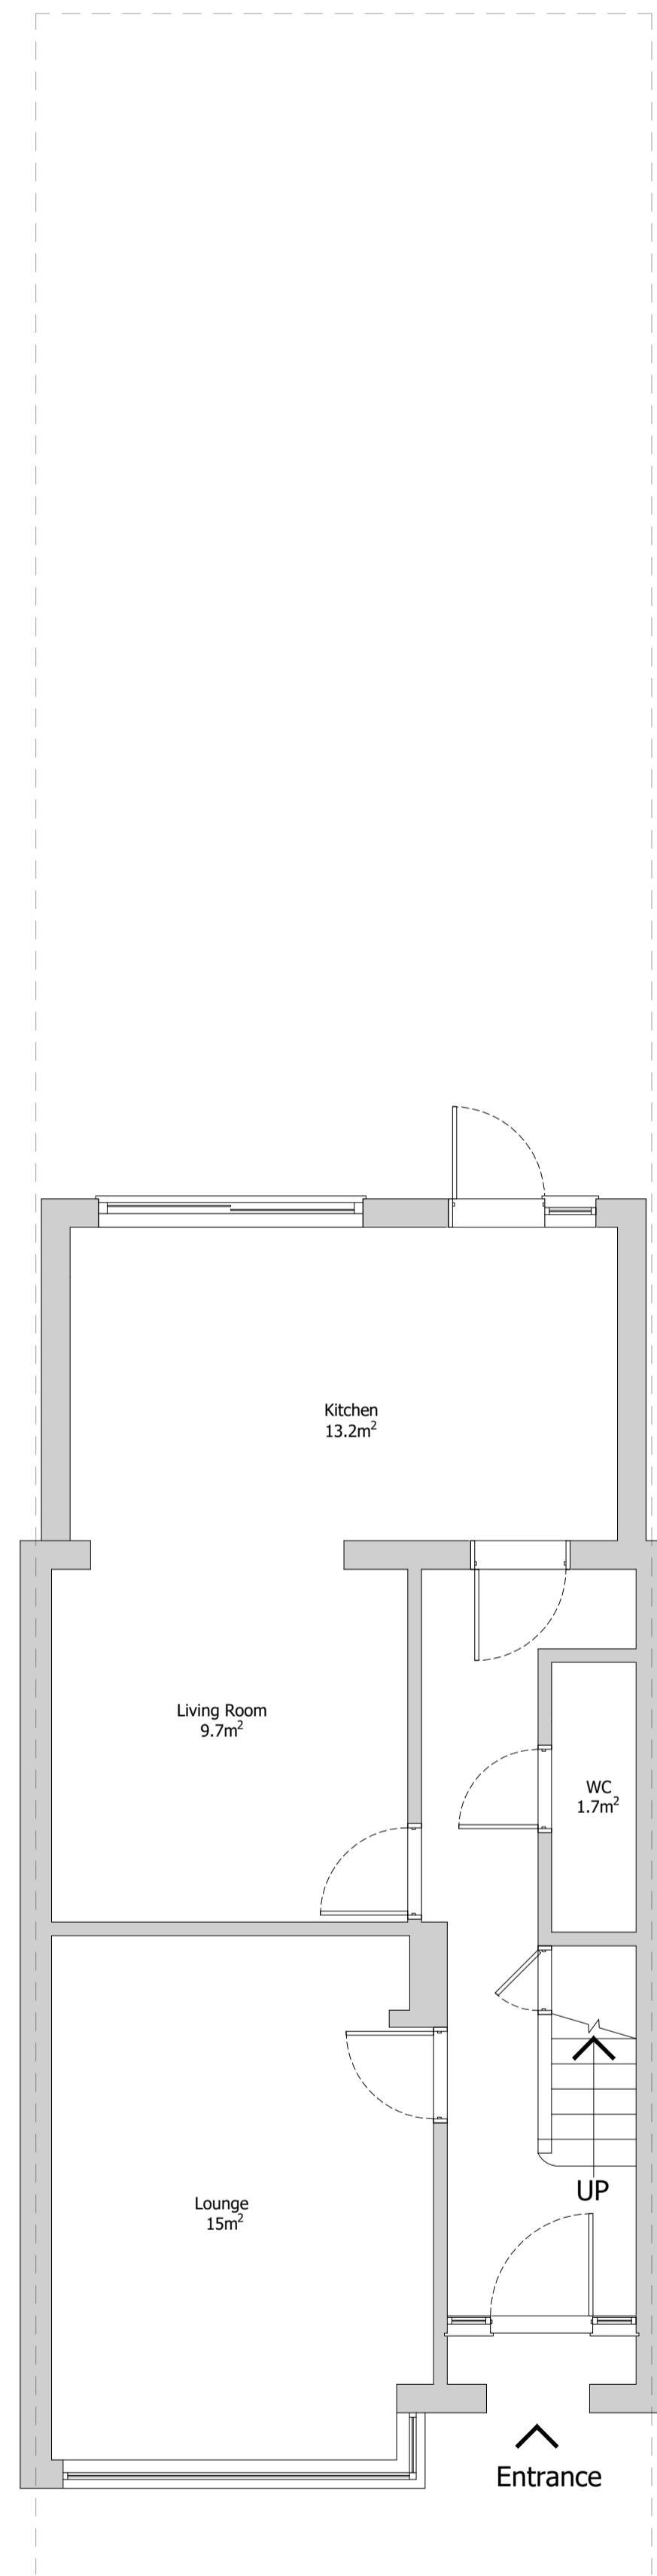 Kitchen
13.2m²
Living Room
9.7m²
WC
1.7m²
Lounge
15m²
UP
Entrance